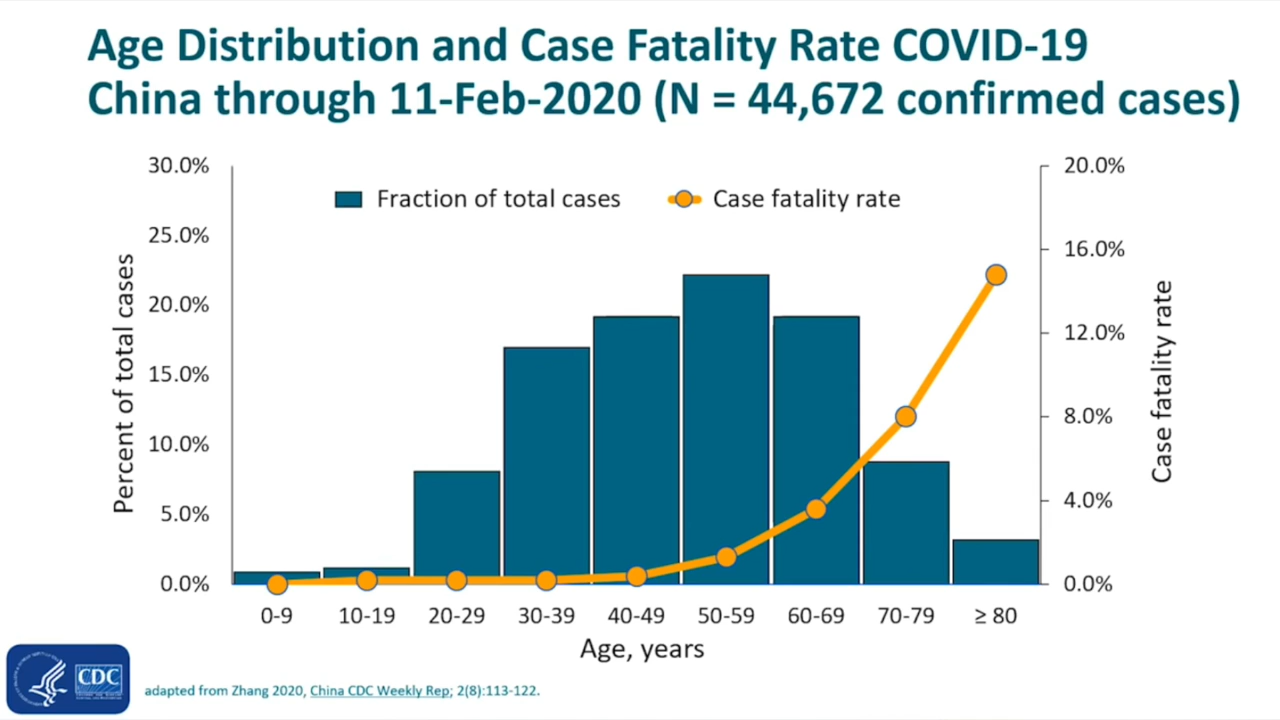 Age Distribution and Case Fatality Rate COVID-19
China through 11-Feb-2020 (N = 44,672 confirmed cases)
Fraction of total cases
Case fatality rate
Percent of total cases
30.0%
25.0%
20.0%
15.0%
10.0%
5.0%
0.0%
20.0%
16.0%
12.0%
8.0%
4.0%
0.0%
Case fatality rate
0-9 10-19 20-29 30-39 40-49 50-59 60-69 70-79 ≥ 80
Age, years
CDC
adapted from Zhang 2020, China CDC Weekly Rep; 2(8):113-122.